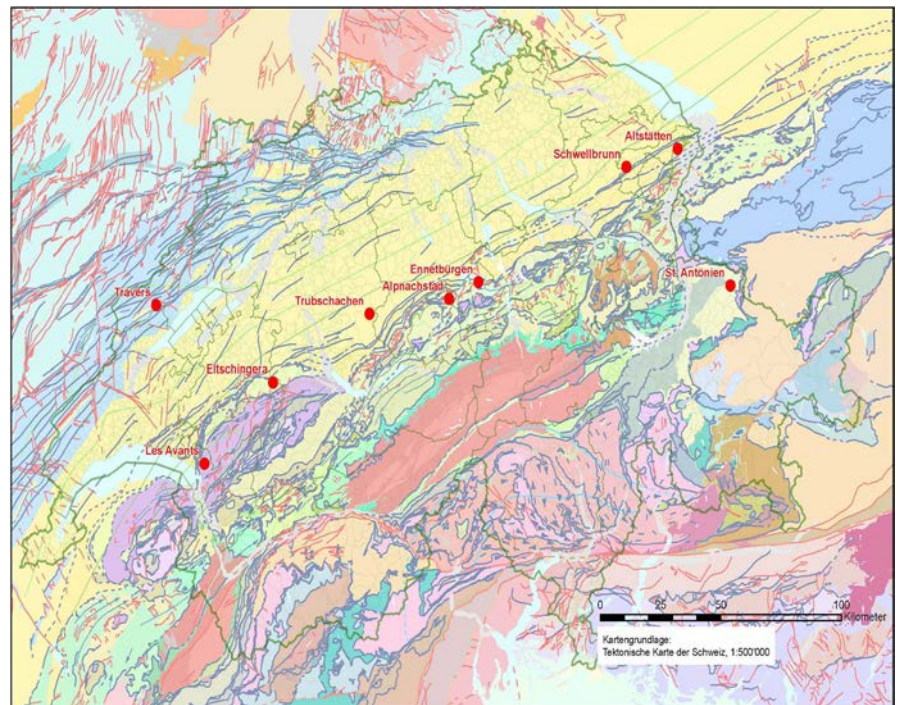 Altstätten
Schwellbrunn
Ennetbürgen
St. Antönien
Alpnachstad
Travers
Trubschachen
Eltschingera
Les Avants
0 25 50 100
Kilometer
Kartengrundlage:
Tektonische Karte der Schweiz, 1:500'000